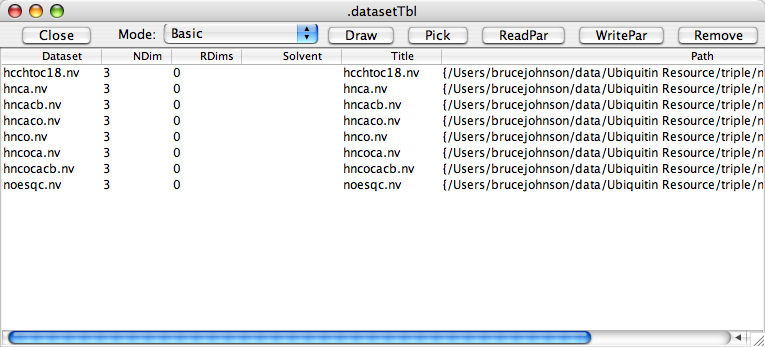 .datasetTbl
Close Mode: Basic Draw Pick ReadPar WritePar Remove
Dataset NDim RDims Solvent Title Path
hcchtoc18.nv 3 0 hcchtoc18.nv {/Users/brucejohnson/data/Ubiquitin Resource/triple/n
hnca.nv 3 0 hnca.nv {/Users/brucejohnson/data/Ubiquitin Resource/triple/n
hncacb.nv 3 0 hncacb.nv {/Users/brucejohnson/data/Ubiquitin Resource/triple/n
hncaco.nv 3 0 hncaco.nv {/Users/brucejohnson/data/Ubiquitin Resource/triple/n
hnco.nv 3 0 hnco.nv {/Users/brucejohnson/data/Ubiquitin Resource/triple/n
hncoca.nv 3 0 hncoca.nv {/Users/brucejohnson/data/Ubiquitin Resource/triple/n
hncocacb.nv 3 0 hncocacb.nv {/Users/brucejohnson/data/Ubiquitin Resource/triple/n
noesqc.nv 3 0 noesqc.nv {/Users/brucejohnson/data/Ubiquitin Resource/triple/n